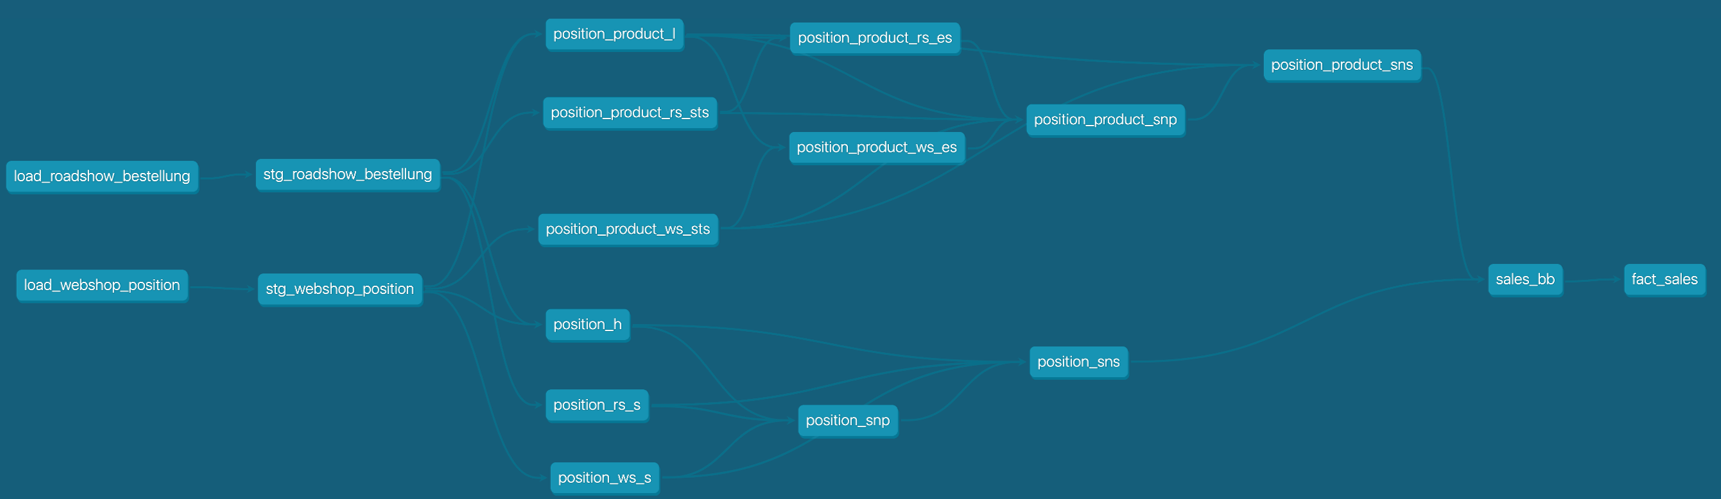 load_roadshow_bestellung
load_webshop_position
stg_roadshow_bestellung
stg_webshop_position
position_product_l
position_product_rs_sts
position_product_ws_sts
position_h
position_rs_s
position_ws_s
position_product_rs_es
position_product_ws_es
position_snp
position_product_snp
position_sns
position_product_sns
sales_bb
fact_sales